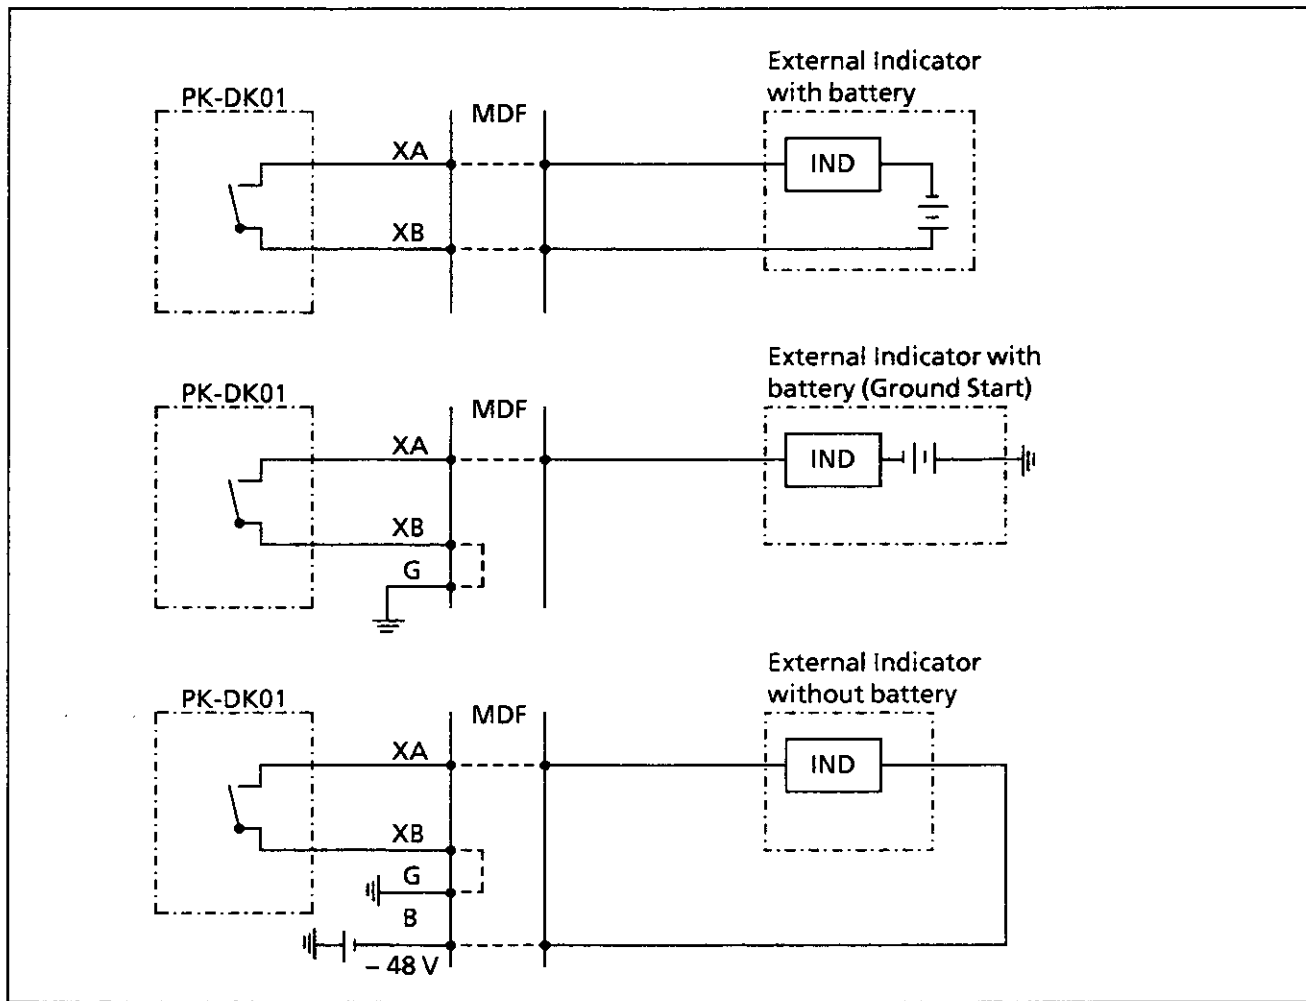 External Indicator
with battery
PK-DK01
MDF
XA
IND
XB
External Indicator with
battery (Ground Start)
PK-DK01
MDF
XA
IND
XB
G
External Indicator
without battery
PK-DK01
MDF
XA
IND
XB
G
B
– 48 V